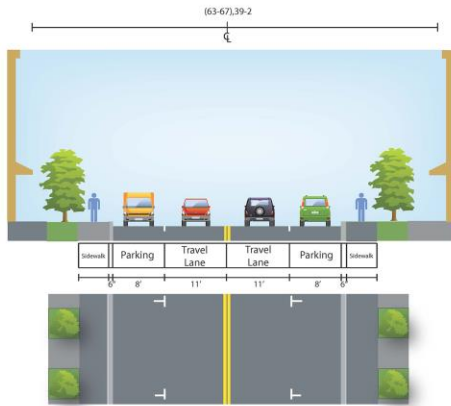 (63-67),39-2
℄
Sidewalk Parking Travel Lane Travel Lane Parking Sidewalk
6" 8' 11' 11' 8' 6"